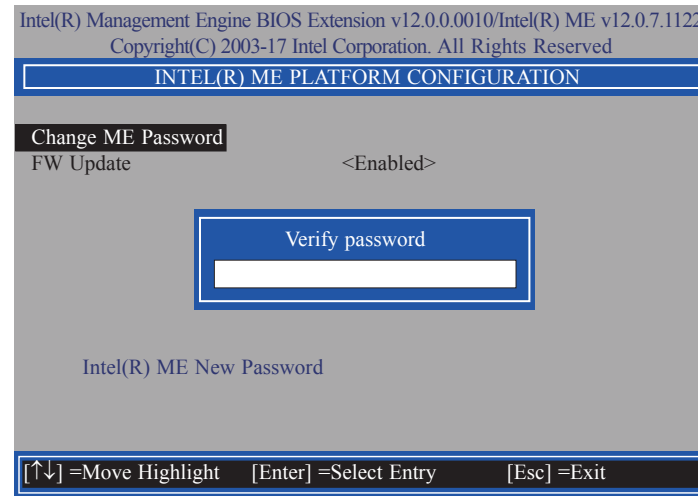 Intel(R) Management Engine BIOS Extension v12.0.0.0010/Intel(R) ME v12.0.7.1122
Copyright(C) 2003-17 Intel Corporation. All Rights Reserved
INTEL(R) ME PLATFORM CONFIGURATION
Change ME Password
FW Update <Enabled>
Verify password
Intel(R) ME New Password
[↑↓] =Move Highlight [Enter] =Select Entry [Esc] =Exit